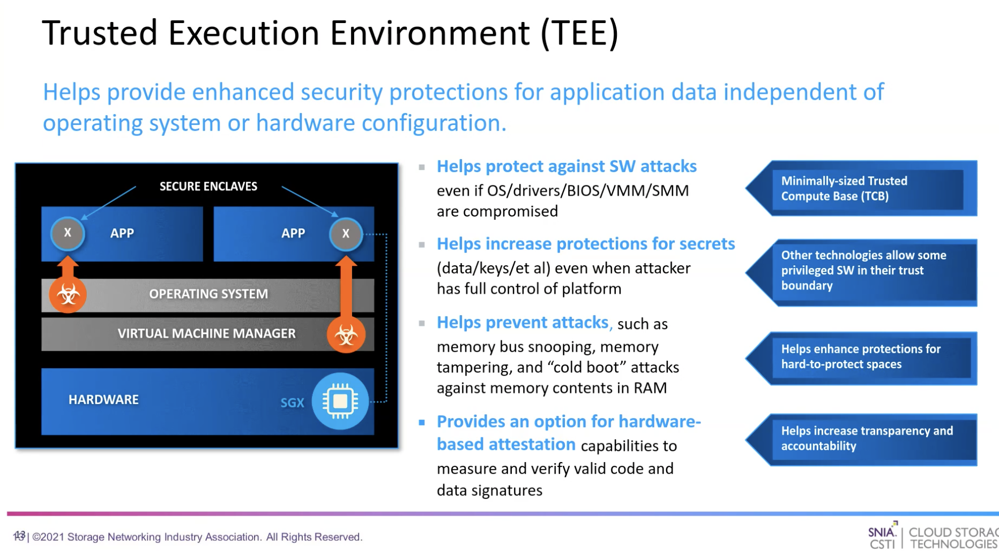 Trusted Execution Environment (TEE)
Helps provide enhanced security protections for application data independent of
operating system or hardware configuration.
SECURE ENCLAVES
X
APP
APP
X
OPERATING SYSTEM
VIRTUAL MACHINE MANAGER
HARDWARE
SGX
Helps protect against SW attacks
even if OS/drivers/BIOS/VMM/SMM
are compromised
Minimally-sized Trusted
Compute Base (TCB)
Helps increase protections for secrets
(data/keys/et al) even when attacker
has full control of platform
Other technologies allow some
privileged SW in their trust
boundary
Helps prevent attacks, such as
memory bus snooping, memory
tampering, and “cold boot” attacks
against memory contents in RAM
Helps enhance protections for
hard-to-protect spaces
Provides an option for hardware-
based attestation capabilities to
measure and verify valid code and
data signatures
Helps increase transparency and
accountability
13 | ©2021 Storage Networking Industry Association. All Rights Reserved.
SNIA. | CLOUD STORAG
CSTI | TECHNOLOGIES